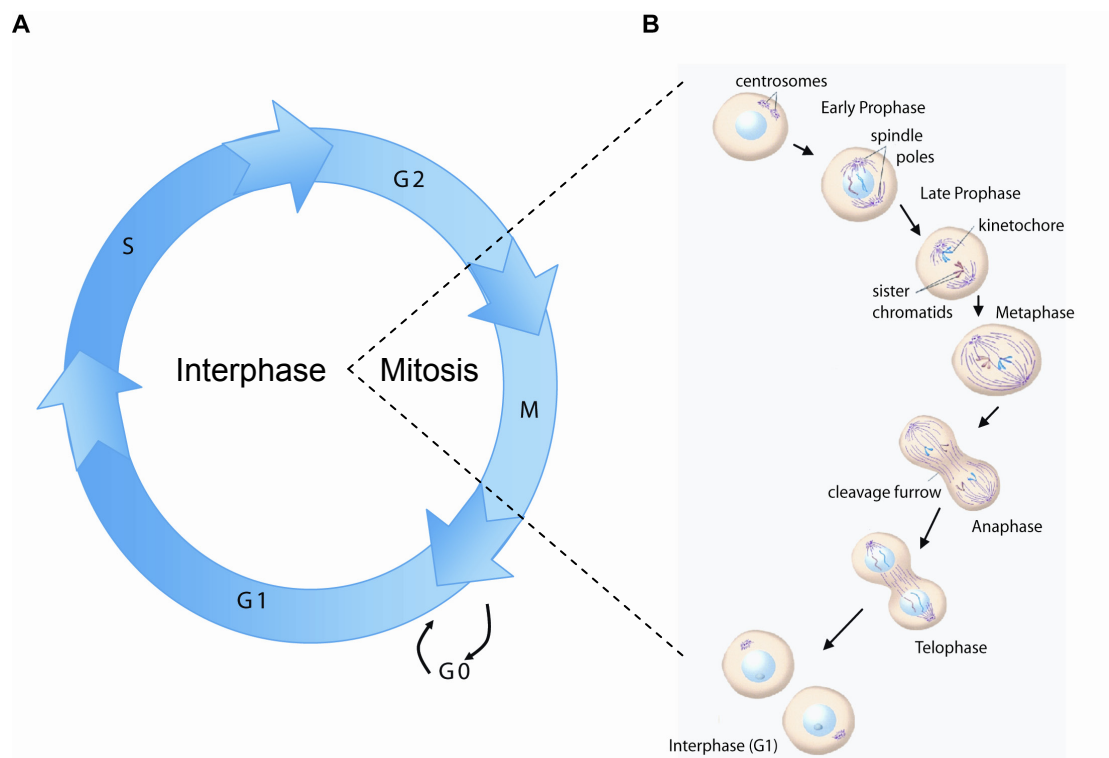 A
B
S
G2
Interphase
Mitosis
M
G1
G0
centrosomes
Early Prophase
spindle
poles
Late Prophase
kinetochore
sister
chromatids
Metaphase
cleavage furrow
Anaphase
Telophase
Interphase (G1)